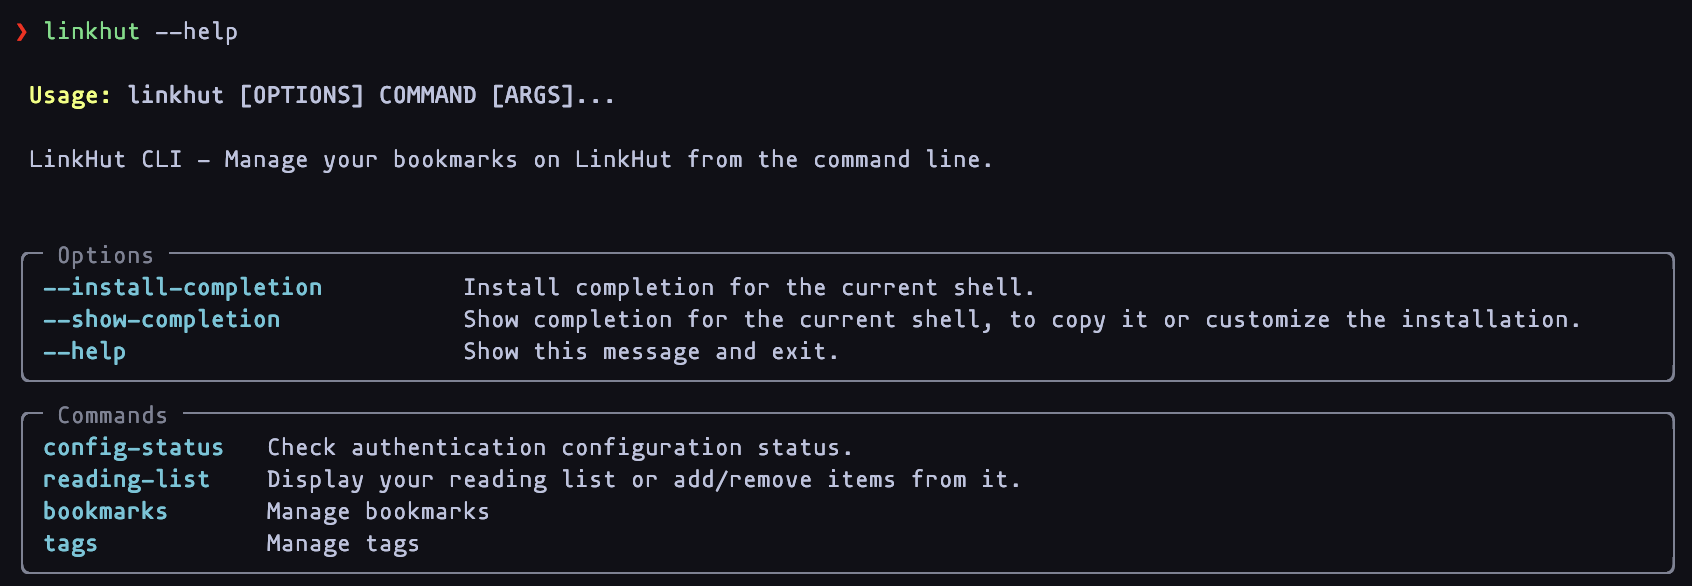 ❯ linkhut --help
Usage: linkhut [OPTIONS] COMMAND [ARGS]...
LinkHut CLI - Manage your bookmarks on LinkHut from the command line.
Options
--install-completion Install completion for the current shell.
--show-completion Show completion for the current shell, to copy it or customize the installation.
--help Show this message and exit.
Commands
config-status Check authentication configuration status.
reading-list Display your reading list or add/remove items from it.
bookmarks Manage bookmarks
tags Manage tags